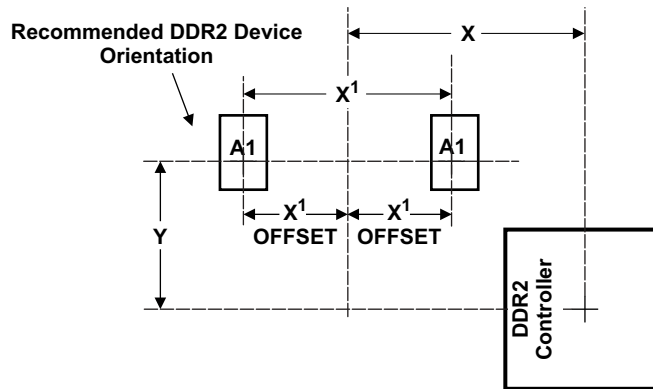 Recommended DDR2 Device
Orientation
X
X¹
A1
A1
X¹
OFFSET
X¹
OFFSET
Y
DDR2
Controller